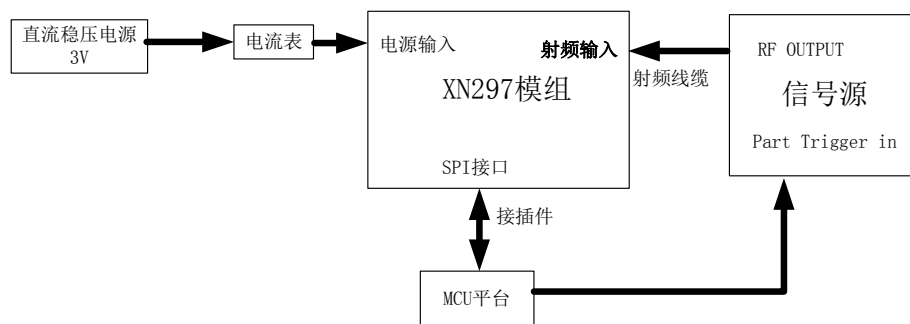 直流稳压电源
3V
电流表
电源输入
射频输入
XN297模组
SPI接口
射频线缆
RF OUTPUT
信号源
Part Trigger in
接插件
MCU平台